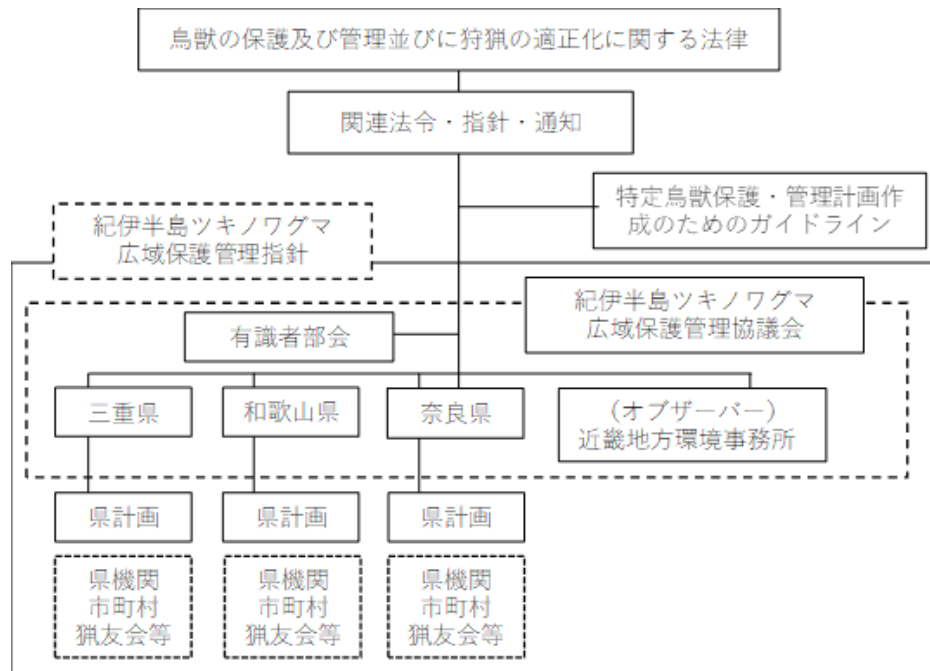 鳥獣の保護及び管理並びに狩猟の適正化に関する法律
関連法令・指針・通知
特定鳥獣保護・管理計画作
成のためのガイドライン
紀伊半島ツキノワグマ
広域保護管理指針
紀伊半島ツキノワグマ
広域保護管理協議会
有識者部会
三重県
和歌山県
奈良県
（オブザーバー）
近畿地方環境事務所
県計画
県計画
県計画
県機関
市町村
猟友会等
県機関
市町村
猟友会等
県機関
市町村
猟友会等